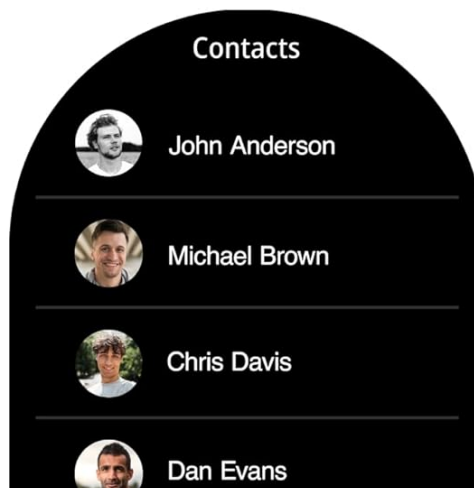 Contacts
John Anderson
Michael Brown
Chris Davis
Dan Evans